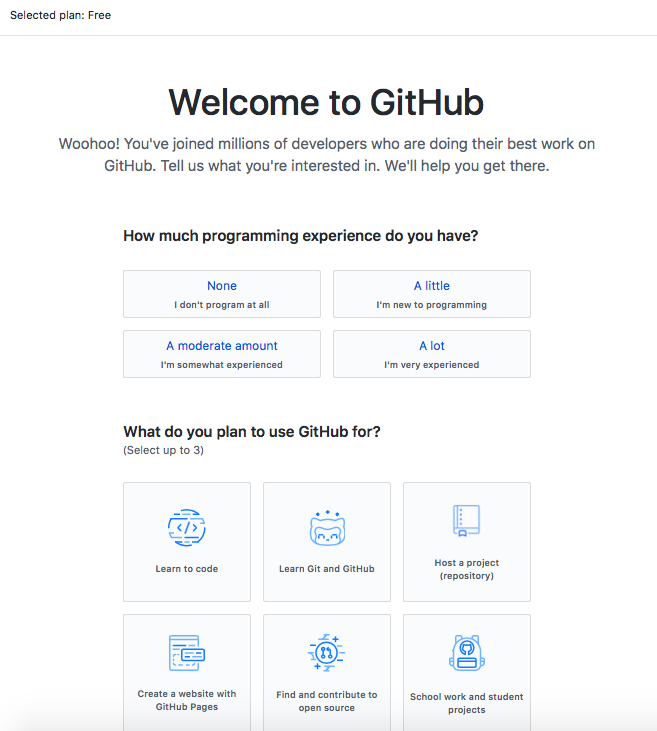 Selected plan: Free
Welcome to GitHub
Woohoo! You've joined millions of developers who are doing their best work on
GitHub. Tell us what you're interested in. We'll help you get there.
How much programming experience do you have?
None
I don't program at all
A little
I'm new to programming
A moderate amount
I'm somewhat experienced
A lot
I'm very experienced
What do you plan to use GitHub for?
(Select up to 3)
Learn to code
Learn Git and GitHub
Host a project
(repository)
Create a website with
GitHub Pages
Find and contribute to
open source
School work and student
projects